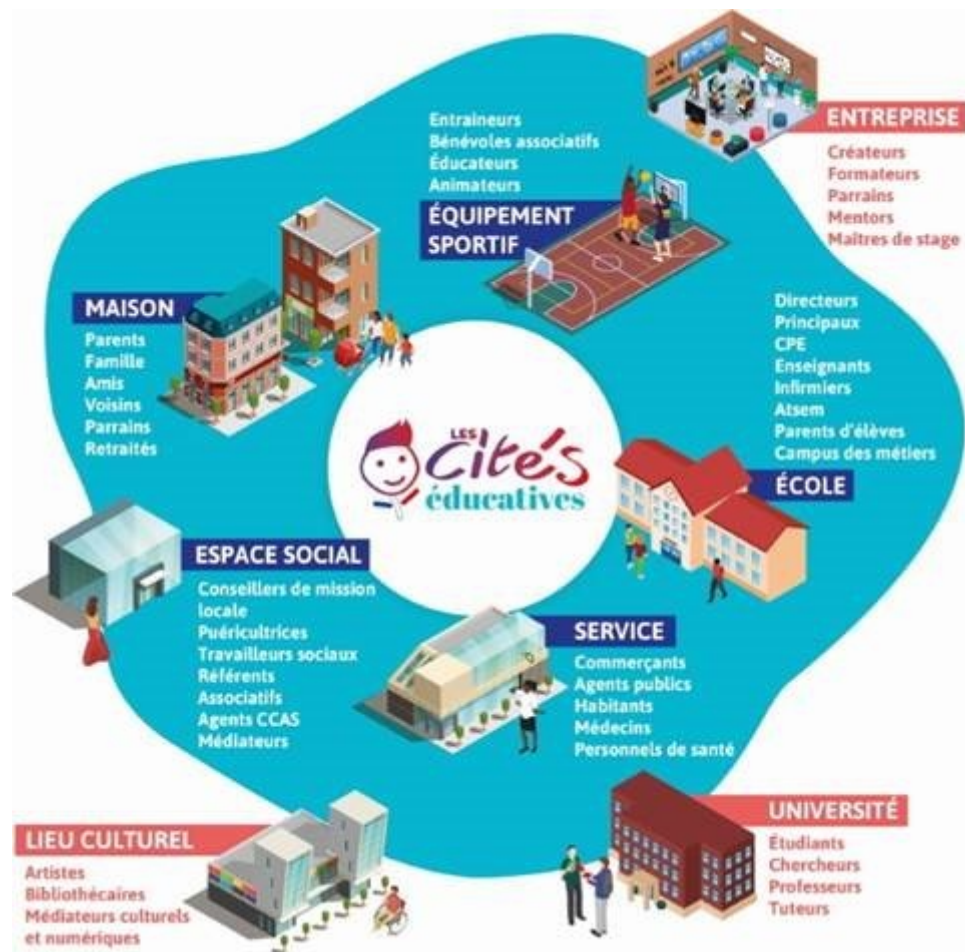 Entraineurs
Bénévoles associatifs
Éducateurs
Animateurs
ÉQUIPEMENT
SPORTIF
ENTREPRISE
Créateurs
Formateurs
Parrains
Mentors
Maîtres de stage
MAISON
Parents
Famille
Amis
Voisins
Parrains
Retraités
Directeurs
Principaux
CPE
Enseignants
Infirmiers
Atsem
Parents d'élèves
Campus des métiers
ÉCOLE
LES
Cités
éducatives
ESPACE SOCIAL
Conseillers de mission
locale
Puéricultrices
Travailleurs sociaux
Référents
Associatifs
Agents CCAS
Médiateurs
SERVICE
Commerçants
Agents publics
Habitants
Médecins
Personnels de santé
LIEU CULTUREL
Artistes
Bibliothécaires
Médiateurs culturels
et numériques
UNIVERSITÉ
Étudiants
Chercheurs
Professeurs
Tuteurs